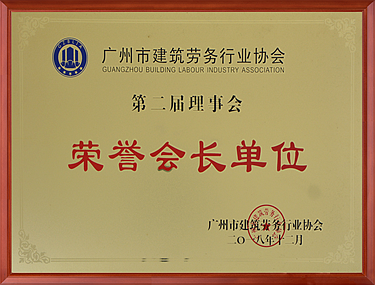 广州市建筑劳务行业协会
GUANGZHOU BUILDING LABOUR INDUSTRY ASSOCIATION
第二届理事会
荣誉会长单位
广州市建筑劳务行业协会
二〇一八年十二月